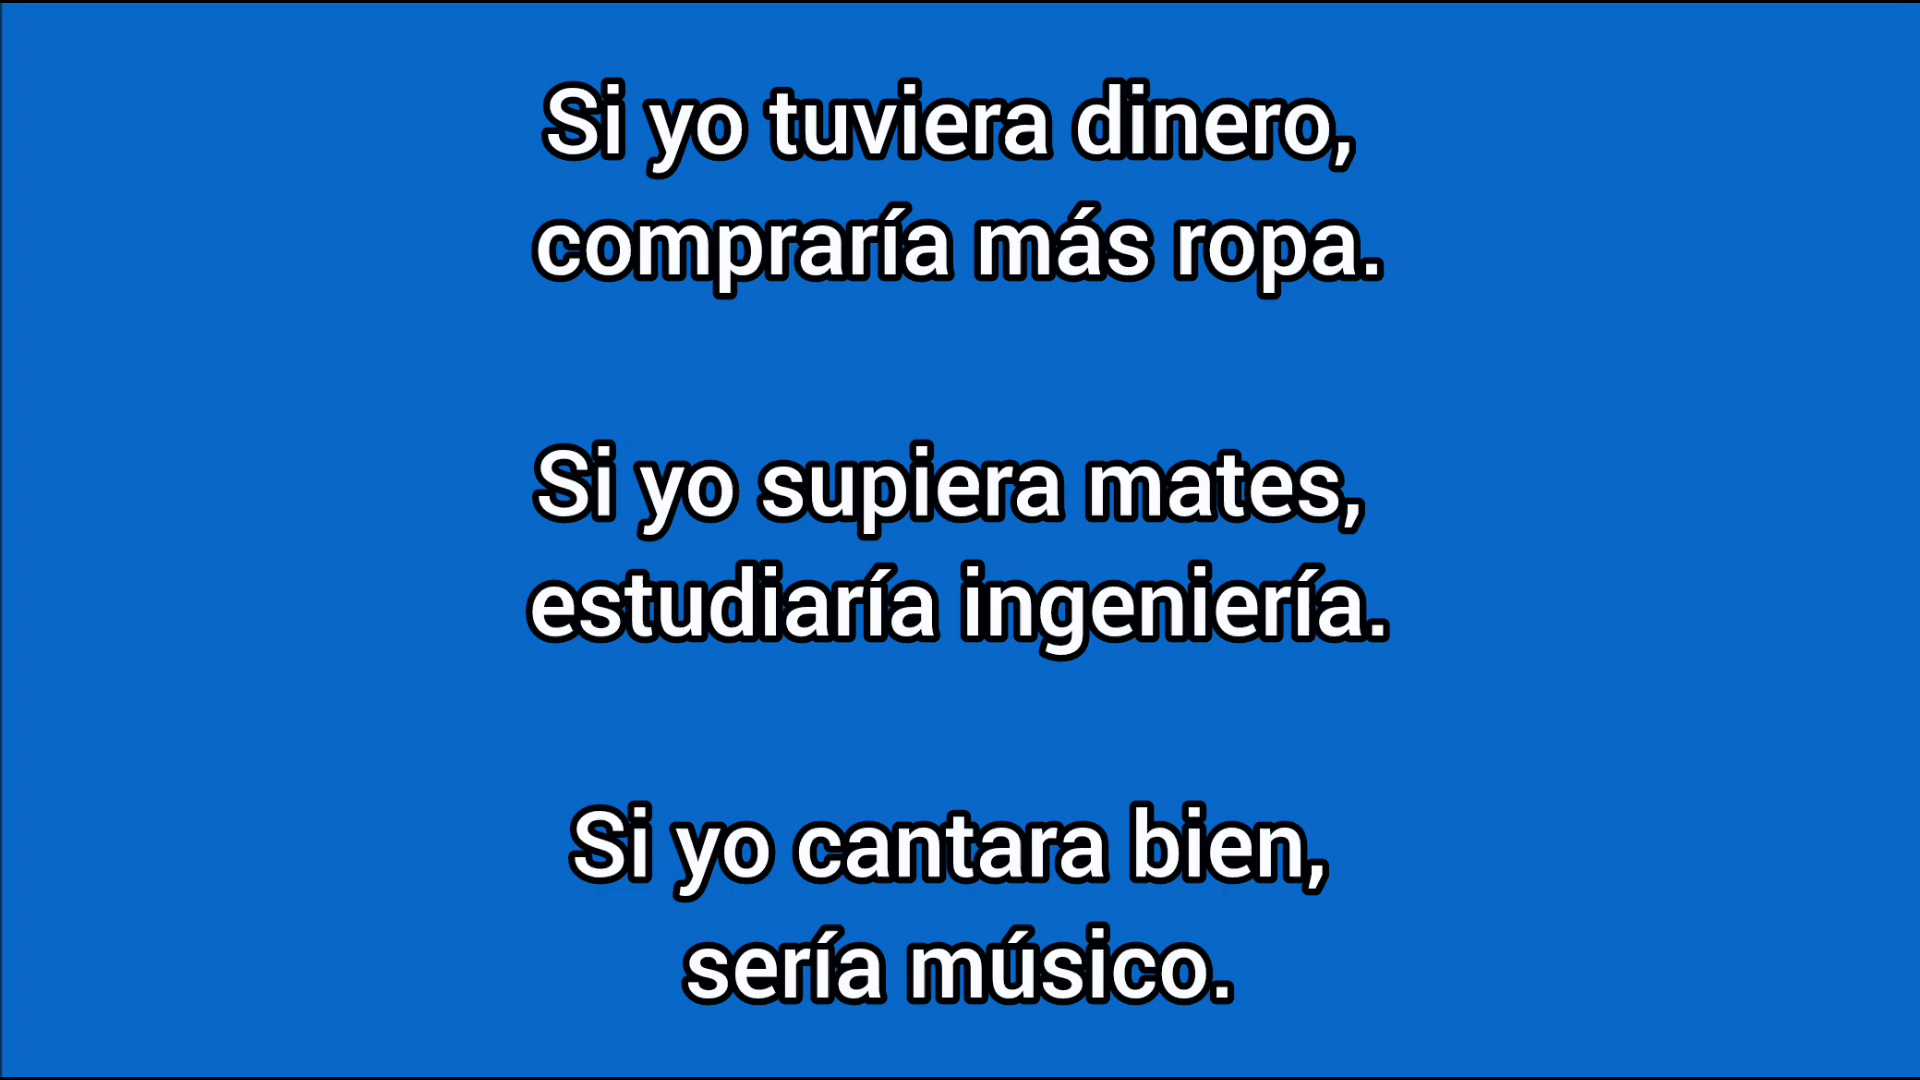 Si yo tuviera dinero,
compraría más ropa.
Si yo supiera mates,
estudiaría ingeniería.
Si yo cantara bien,
sería músico.